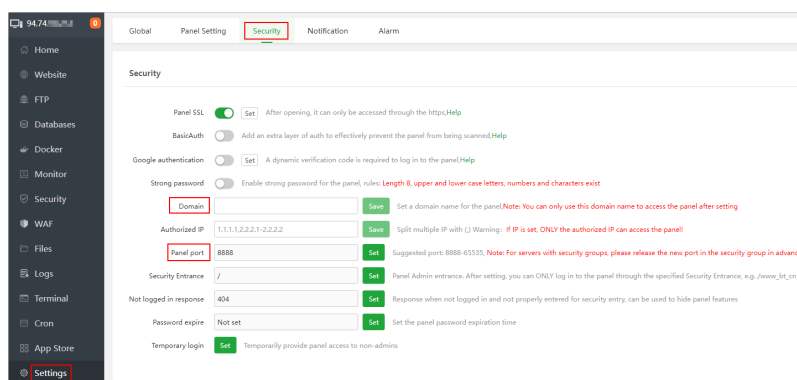 94.74.
0
Global Panel Setting Security Notification Alarm
Home
Website
FTP
Databases
Docker
Monitor
Security
WAF
Files
Logs
Terminal
Cron
App Store
Settings
Security
Panel SSL Set After opening, it can only be accessed through the https,Help
BasicAuth Add an extra layer of auth to effectively prevent the panel from being scanned,Help
Google authentication Set A dynamic verification code is required to log in to the panel,Help
Strong password Enable strong password for the panel, rules: Length 8, upper and lower case letters, numbers and characters exist
Domain Save Set a domain name for the panel,Note: You can only use this domain name to access the panel after setting
Authorized IP 1.1.1.1,2.2.2.1-2.2.2.2 Save Split multiple IP with (,) Warning: If IP is set, ONLY the authorized IP can access the panel!
Panel port 8888 Set Suggested port: 8888-65535, Note: For servers with security groups, please release the new port in the security group in advanc
Security Entrance / Set Panel Admin entrance. After setting, you can ONLY log in to the panel through the specified Security Entrance, e.g. /www_bt_cn
Not logged in response 404 Set Response when not logged in and not properly entered for security entry, can be used to hide panel features
Password expire Not set Set Set the panel password expiration time
Temporary login Set Temporarily provide panel access to non-admins